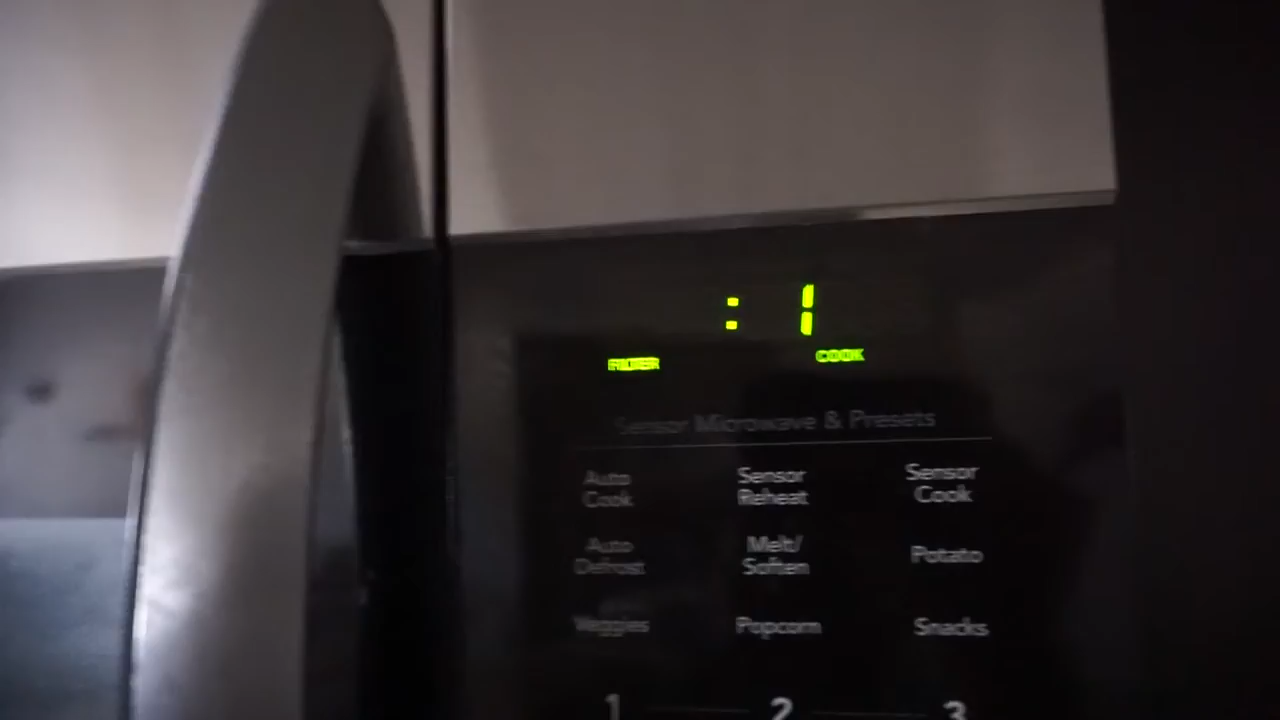 : 1
FILTER COOK
Sensor Microwave & Presets
Auto Cook
Sensor Reheat
Sensor Cook
Auto Defrost
Melt/ Soften
Potato
Veggies
Popcorn
Snacks
1 2 3